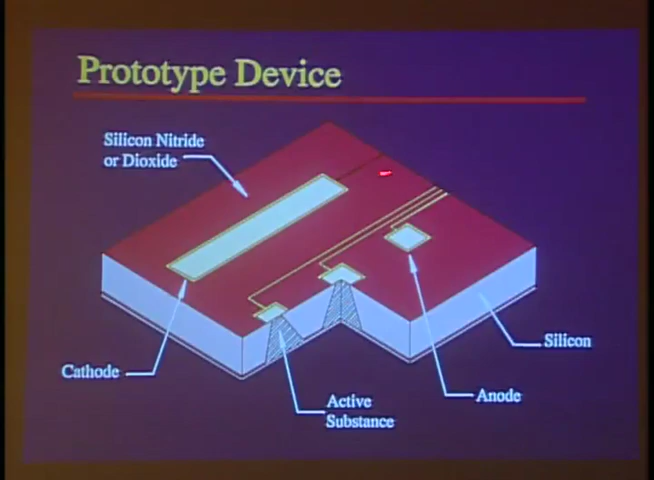 Prototype Device
Silicon Nitride
or Dioxide
Silicon
Cathode
Anode
Active
Substance